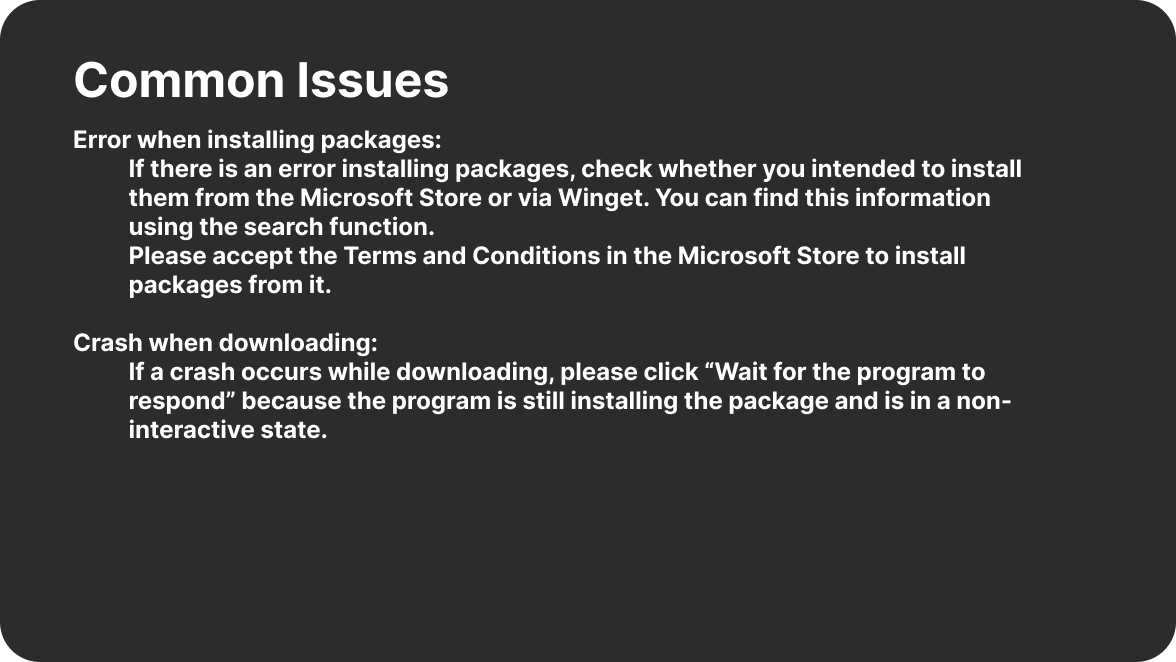 Common Issues
Error when installing packages:
If there is an error installing packages, check whether you intended to install
them from the Microsoft Store or via Winget. You can find this information
using the search function.
Please accept the Terms and Conditions in the Microsoft Store to install
packages from it.
Crash when downloading:
If a crash occurs while downloading, please click “Wait for the program to
respond” because the program is still installing the package and is in a non-
interactive state.